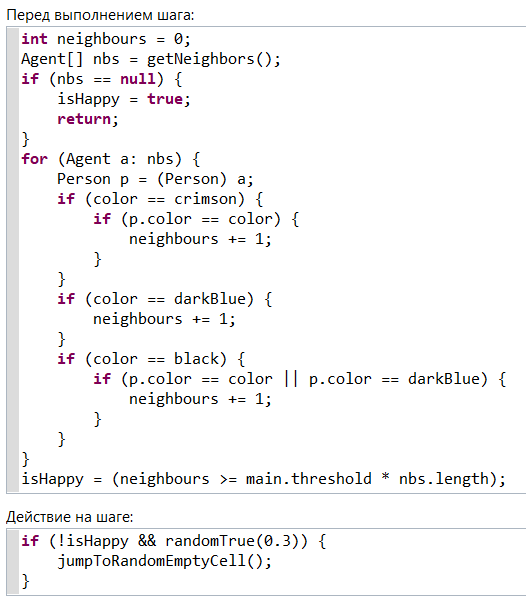 Перед выполнением шага:
int neighbours = 0;
Agent[] nbs = getNeighbors();
if (nbs == null) {
    isHappy = true;
    return;
}
for (Agent a: nbs) {
    Person p = (Person) a;
    if (color == crimson) {
        if (p.color == color) {
            neighbours += 1;
        }
    }
    if (color == darkBlue) {
        neighbours += 1;
    }
    if (color == black) {
        if (p.color == color || p.color == darkBlue) {
            neighbours += 1;
        }
    }
}
isHappy = (neighbours >= main.threshold * nbs.length);
Действие на шаге:
if (!isHappy && randomTrue(0.3)) {
    jumpToRandomEmptyCell();
}